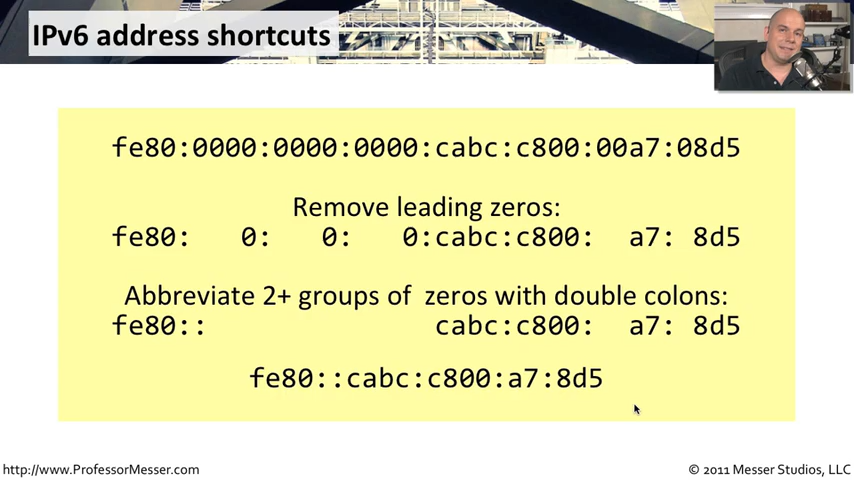 IPv6 address shortcuts
fe80:0000:0000:0000:cabc:c800:00a7:08d5
Remove leading zeros:
fe80:   0:   0:   0:cabc:c800:  a7: 8d5
Abbreviate 2+ groups of  zeros with double colons:
fe80::              cabc:c800:  a7: 8d5
fe80::cabc:c800:a7:8d5
http://www.ProfessorMesser.com
© 2011 Messer Studios, LLC